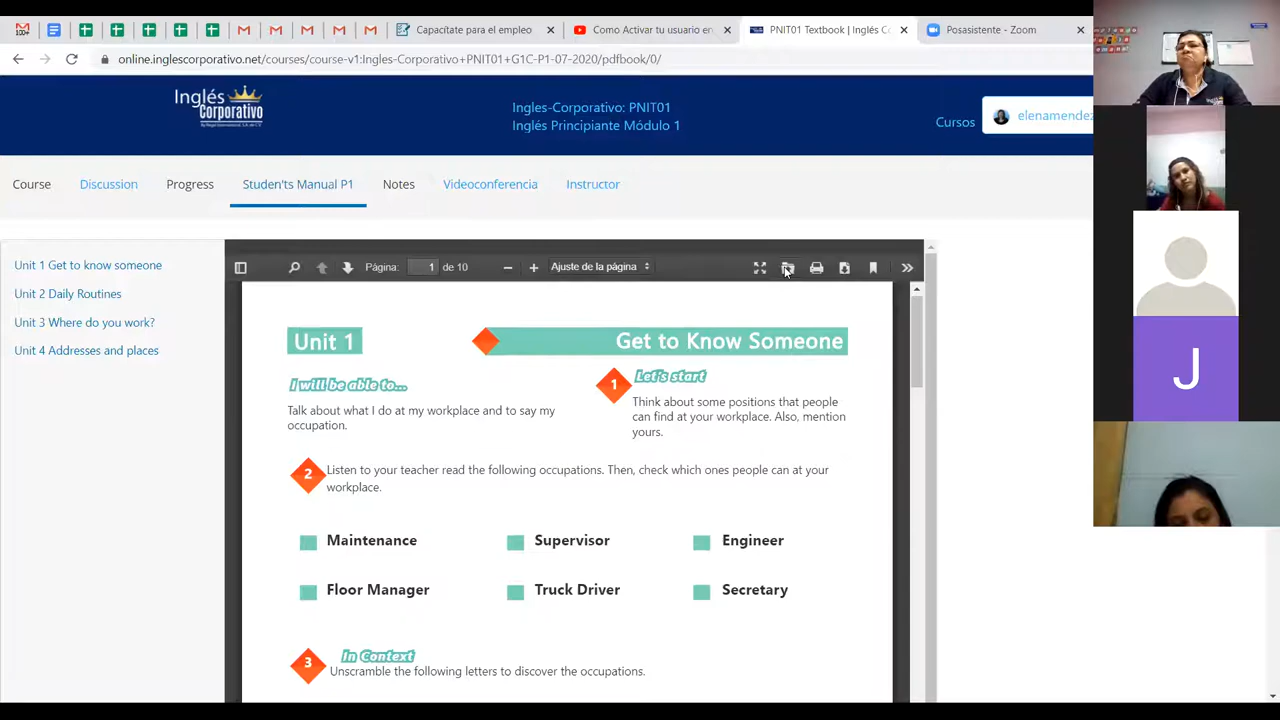 100+
Capacítate para el empleo
Como Activar tu usuario en
PNIT01 Textbook | Inglés Co
Posasistente - Zoom
online.inglescorporativo.net/courses/course-v1:Ingles-Corporativo+PNIT01+G1C-P1-07-2020/pdfbook/0/
Inglés
Corporativo
Ingles-Corporativo: PNIT01
Inglés Principiante Módulo 1
Cursos
elenamendez
Course
Discussion
Progress
Studen'ts Manual P1
Notes
Videoconferencia
Instructor
Unit 1 Get to know someone
Unit 2 Daily Routines
Unit 3 Where do you work?
Unit 4 Addresses and places
Página: 1 de 10
Ajuste de la página
Unit 1
Get to Know Someone
I will be able to...
Talk about what I do at my workplace and to say my
occupation.
1
Let's start
Think about some positions that people
can find at your workplace. Also, mention
yours.
2
Listen to your teacher read the following occupations. Then, check which ones people can at your
workplace.
Maintenance
Supervisor
Engineer
Floor Manager
Truck Driver
Secretary
3
In Context
Unscramble the following letters to discover the occupations.
J